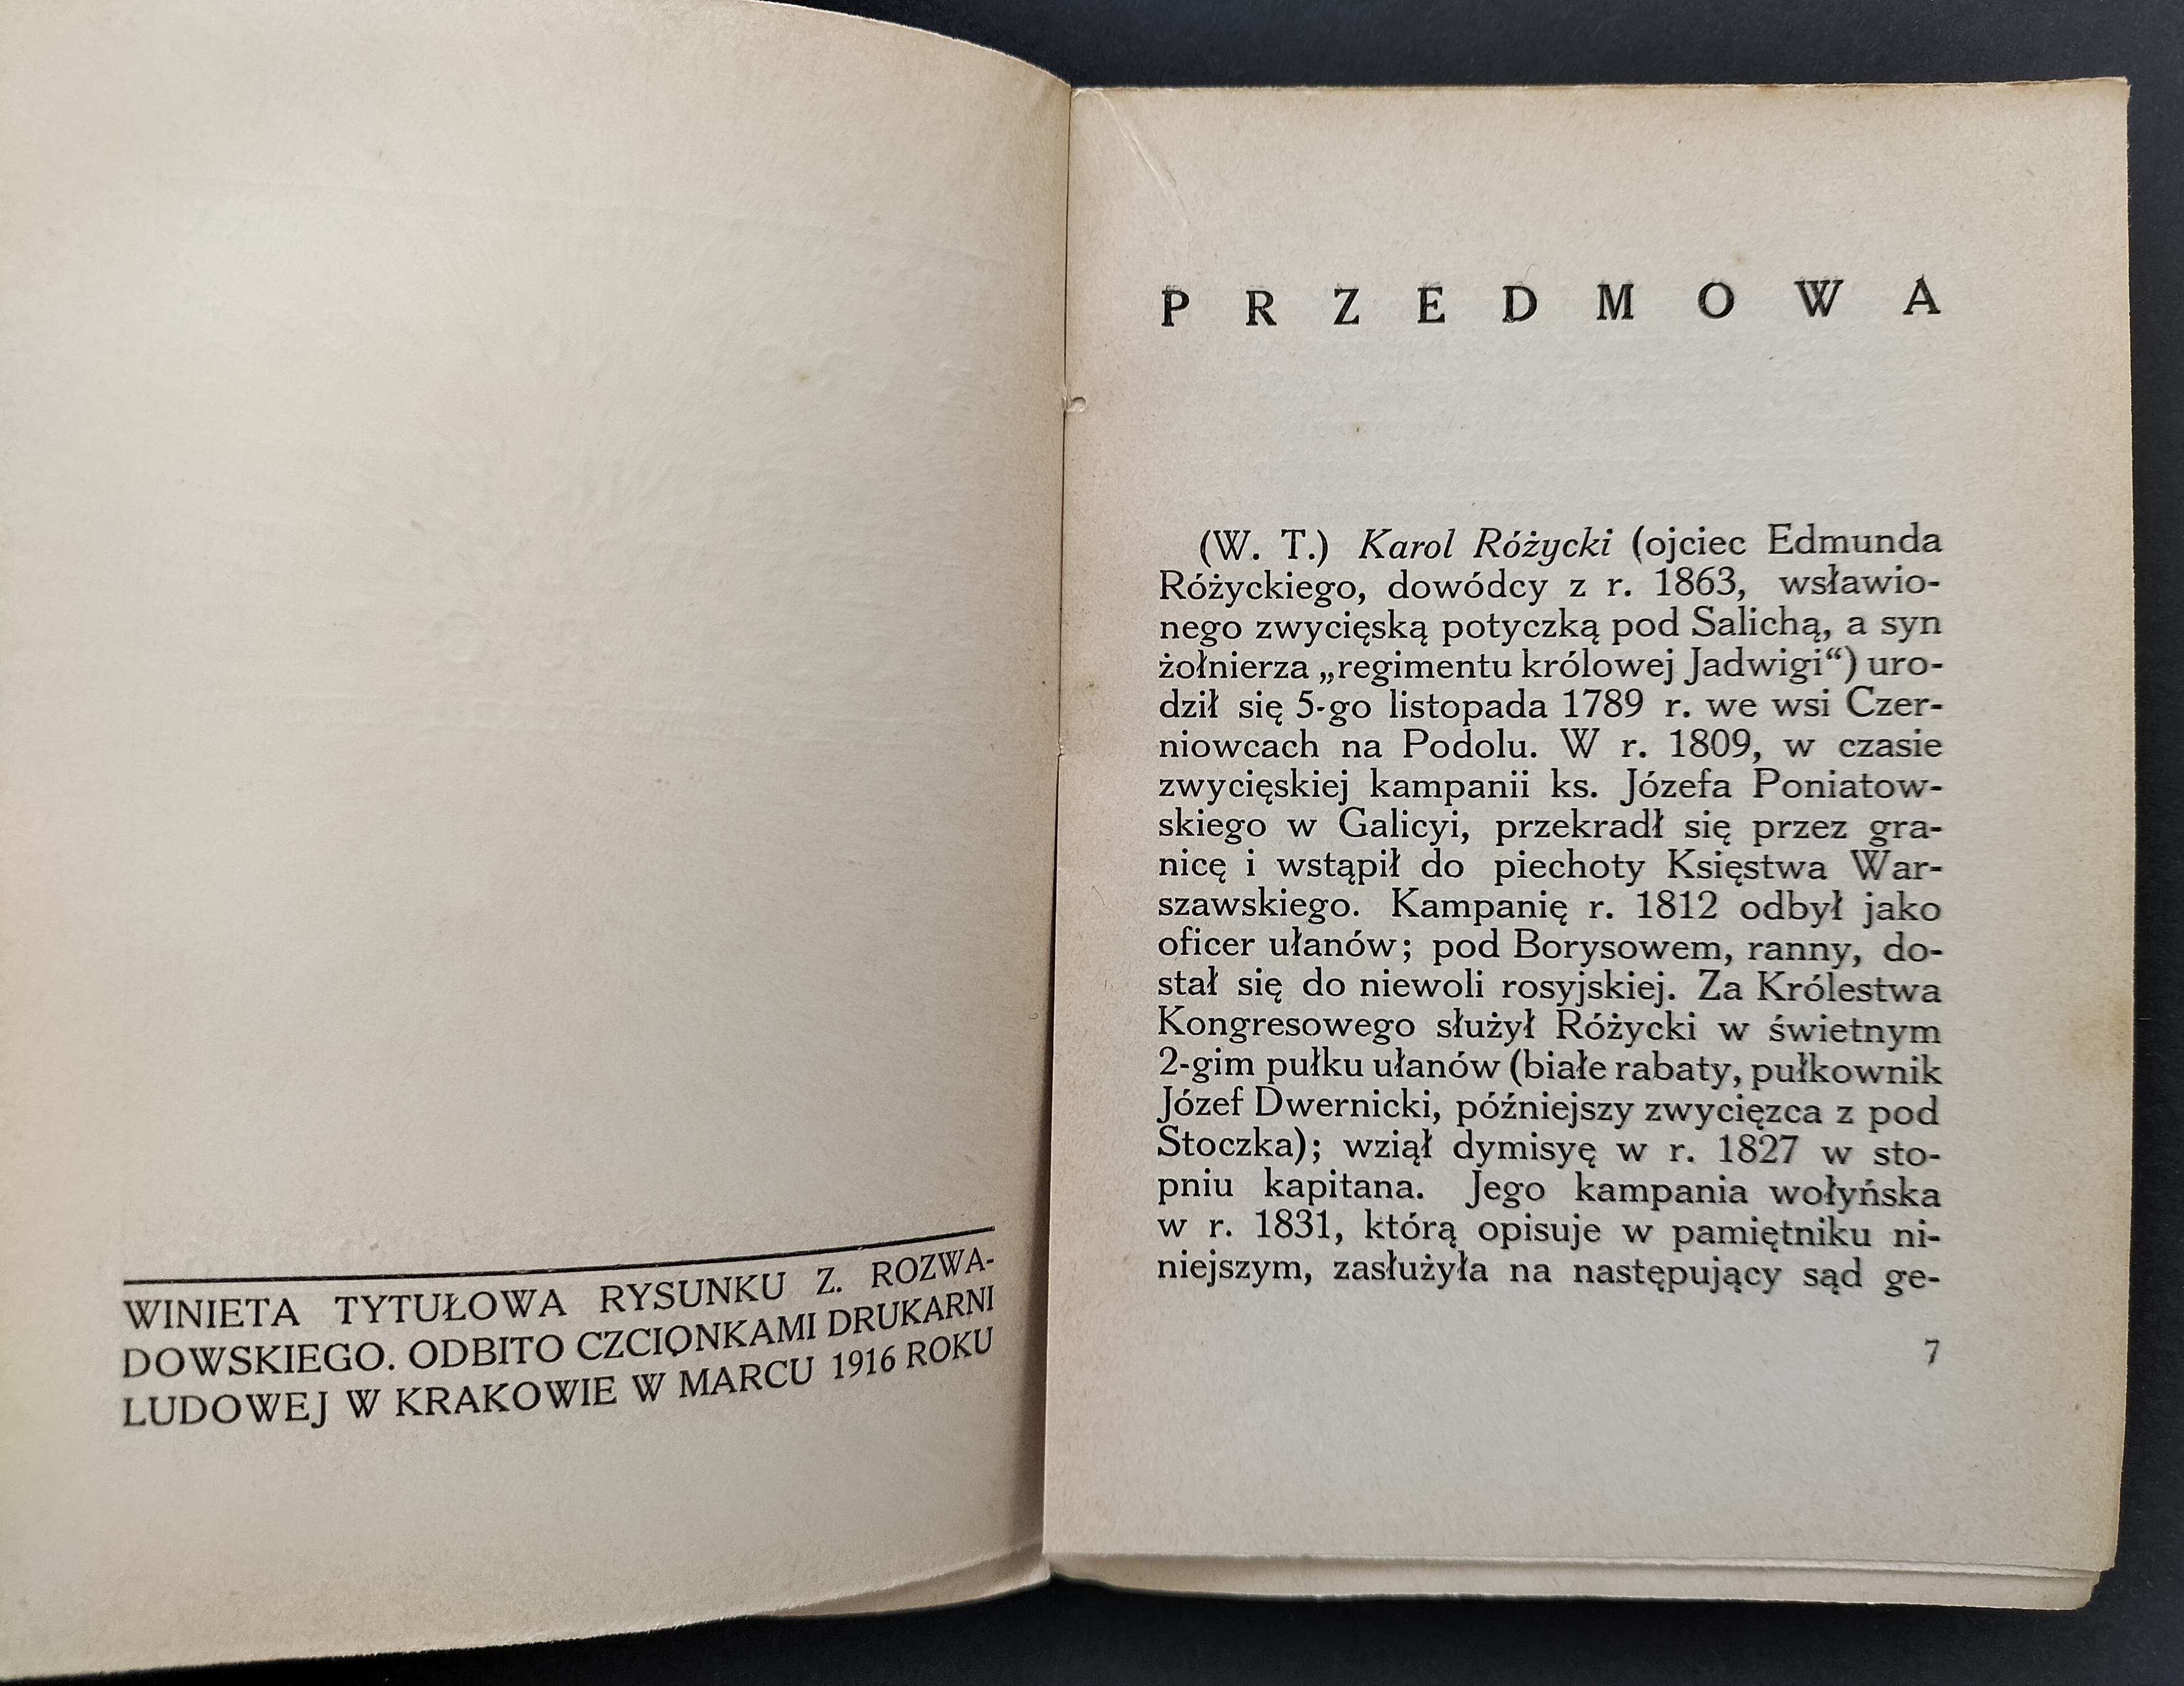 WINIETA TYTUŁOWA RYSUNKU Z. ROZWA-
DOWSKIEGO. ODBITO CZCIONKAMI DRUKARNI
LUDOWEJ W KRAKOWIE W MARCU 1916 ROKU
PRZEDMOWA
(W. T.) Karol Różycki (ojciec Edmunda
Różyckiego, dowódcy z r. 1863, wsławio-
nego zwycięską potyczką pod Salichą, a syn
żołnierza „regimentu królowej Jadwigi“) uro-
dził się 5-go listopada 1789 r. we wsi Czer-
niowcach na Podolu. W r. 1809, w czasie
zwycięskiej kampanii ks. Józefa Poniatow-
skiego w Galicyi, przekradł się przez gra-
nicę i wstąpił do piechoty Księstwa War-
szawskiego. Kampanię r. 1812 odbył jako
oficer ułanów; pod Borysowem, ranny, do-
stał się do niewoli rosyjskiej. Za Królestwa
Kongresowego służył Różycki w świetnym
2-gim pułku ułanów (białe rabaty, pułkownik
Józef Dwernicki, późniejszy zwycięzca z pod
Stoczka); wziął dymisyę w r. 1827 w sto-
pniu kapitana. Jego kampania wołyńska
w r. 1831, którą opisuje w pamiętniku ni-
niejszym, zasłużyła na następujący sąd ge-
7